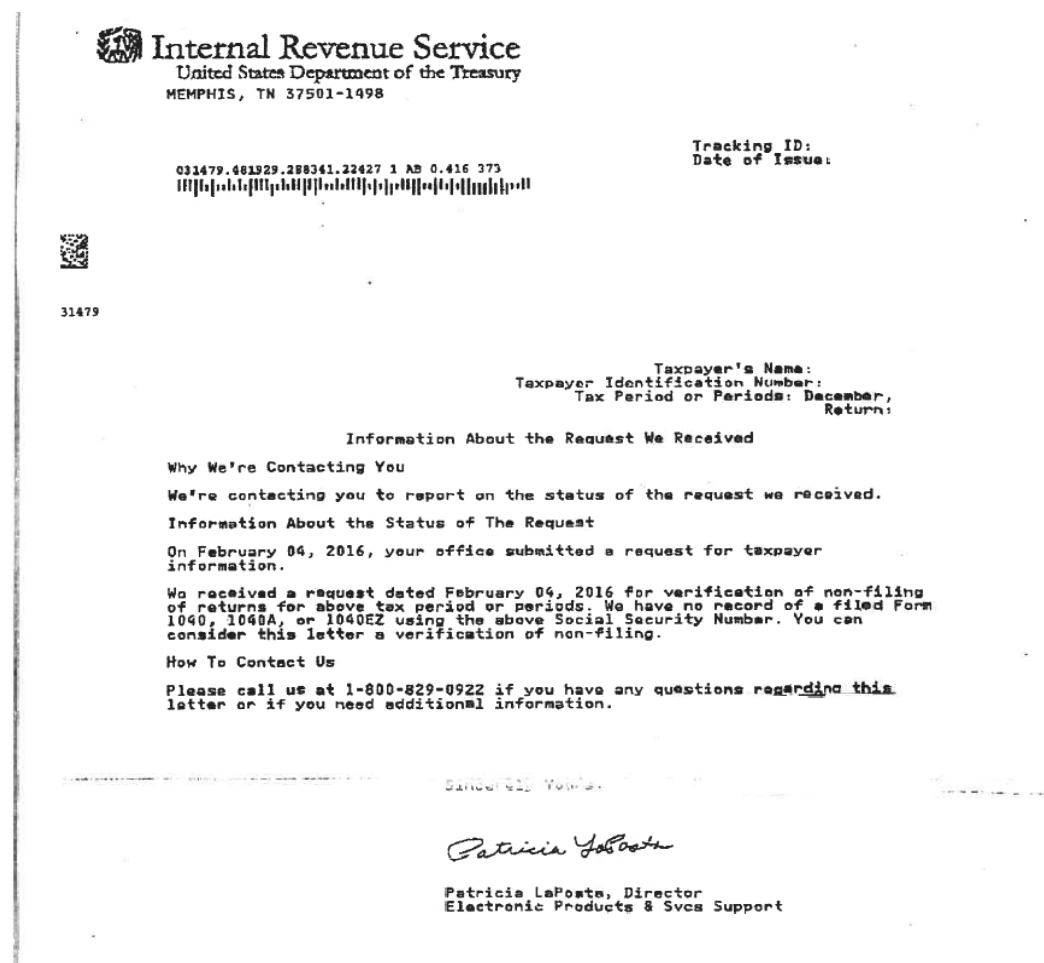 Internal Revenue Service
United States Department of the Treasury
MEMPHIS, TN 37501-1498
Tracking ID:
Date of Issue:
031479.481929.288341.22427 1 AB 0.416 373
31479
Taxpayer's Name:
Taxpayer Identification Number:
Tax Period or Periods: December,
Return:
Information About the Request We Received
Why We're Contacting You
We're contacting you to report on the status of the request we received.
Information About the Status of The Request
On February 04, 2016, your office submitted a request for taxpayer
information.
We received a request dated February 04, 2016 for verification of non-filing
of returns for above tax period or periods. We have no record of a filed Form
1040, 1040A, or 1040EZ using the above Social Security Number. You can
consider this letter a verification of non-filing.
How To Contact Us
Please call us at 1-800-829-0922 if you have any questions regarding this
letter or if you need additional information.
Sincerely Yours,
Patricia LaPosta
Patricia LaPosta, Director
Electronic Products & Svcs Support